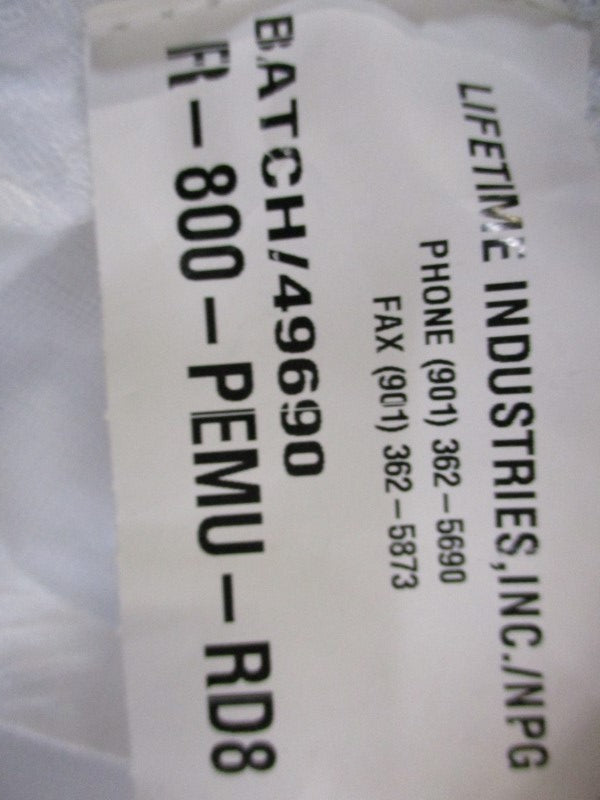 LIFETIME INDUSTRIES,INC./NPG
PHONE (901) 362-5690
FAX (901) 362-5873
BATCH/49690
R-800-PEMU-RD8